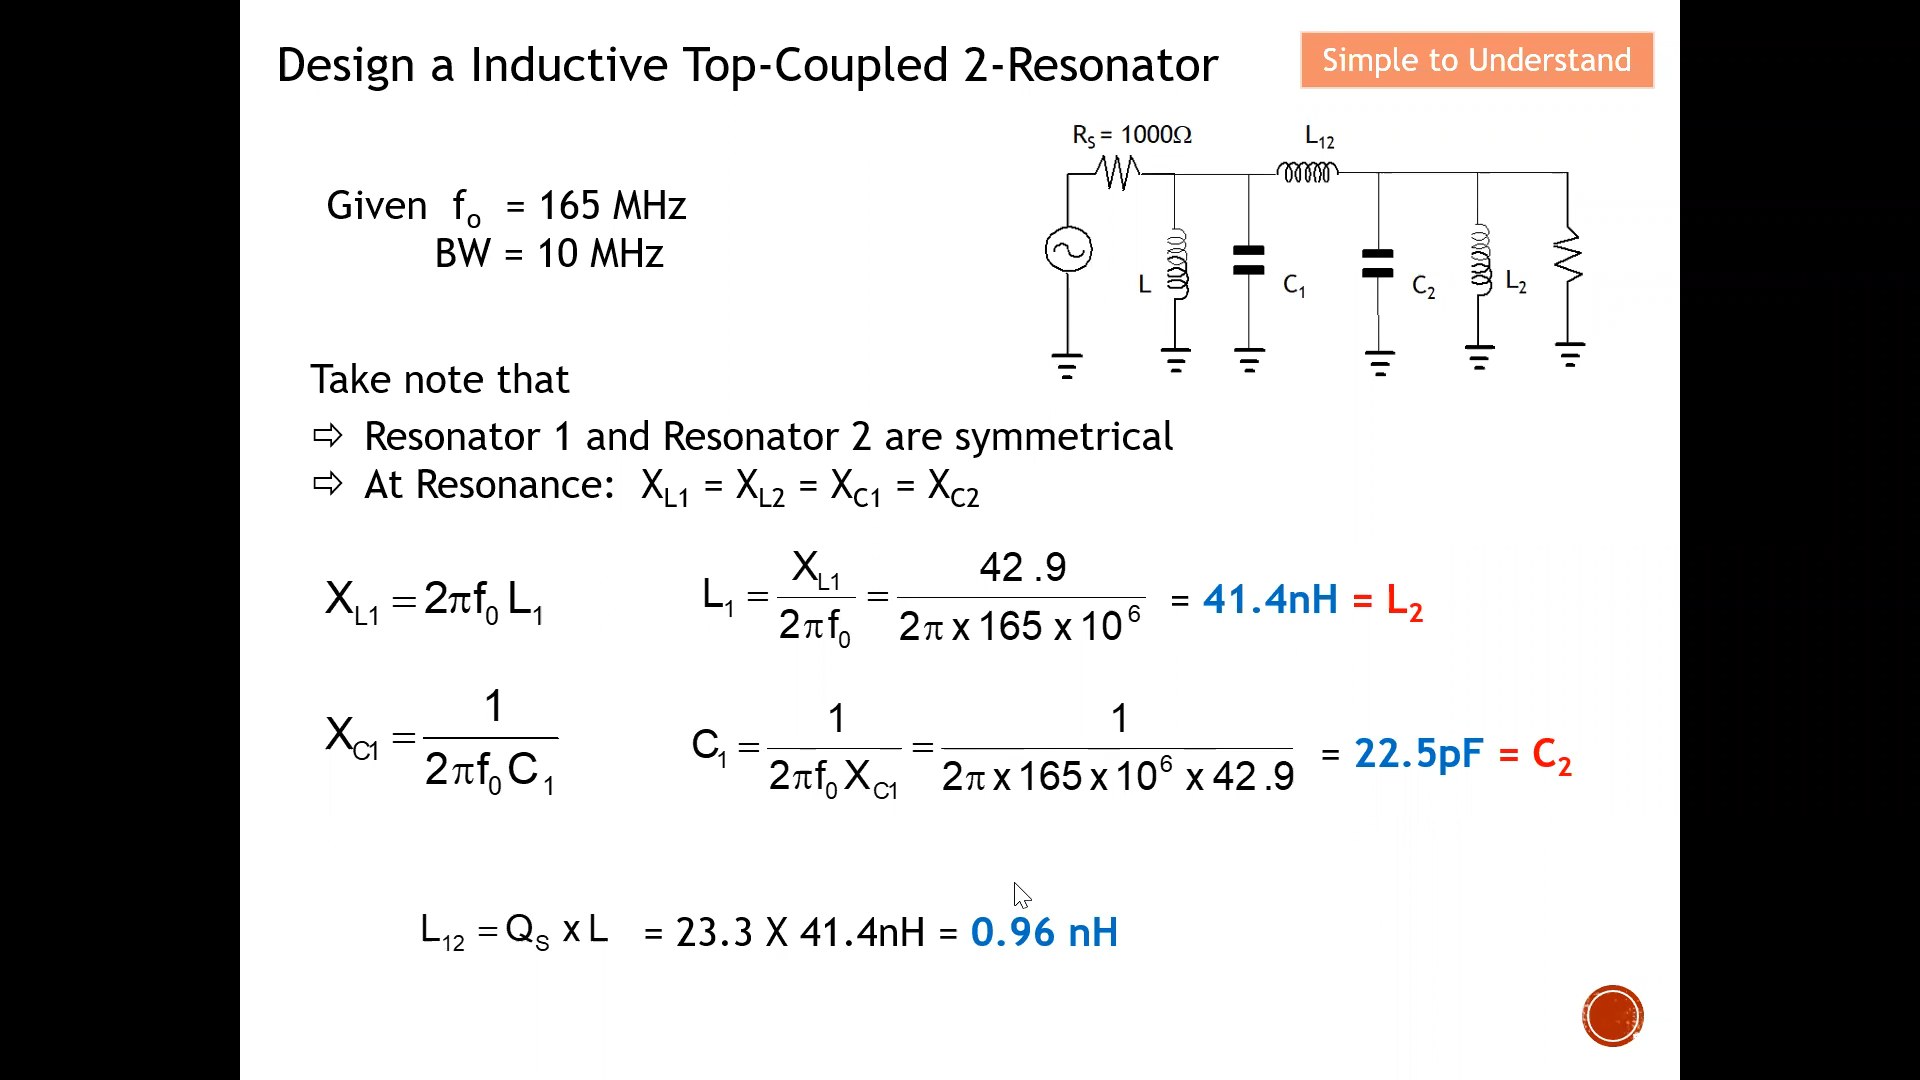 Design a Inductive Top-Coupled 2-Resonator
Simple to Understand
R_S = 1000Ω
L_12
Given f_o = 165 MHz
BW = 10 MHz
L
C_1
C_2
L_2
Take note that
⇨ Resonator 1 and Resonator 2 are symmetrical
⇨ At Resonance: X_L1 = X_L2 = X_C1 = X_C2
X_L1 = 2πf_0 L_1
L_1 = X_L1 / 2πf_0 = 42.9 / 2π x 165 x 10^6 = 41.4nH = L_2
X_C1 = 1 / 2πf_0 C_1
C_1 = 1 / 2πf_0 X_C1 = 1 / 2π x 165 x 10^6 x 42.9 = 22.5pF = C_2
L_12 = Q_S x L = 23.3 X 41.4nH = 0.96 nH